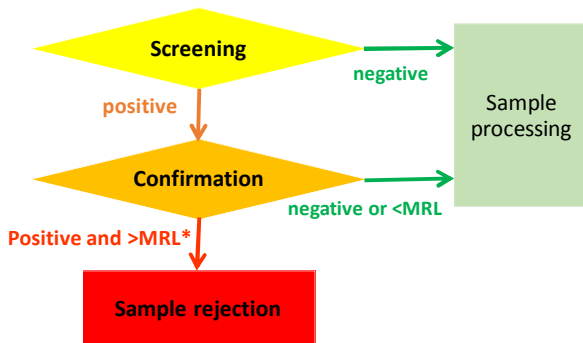 Screening
negative
positive
Sample
processing
Confirmation
negative or <MRL
Positive and >MRL*
Sample rejection